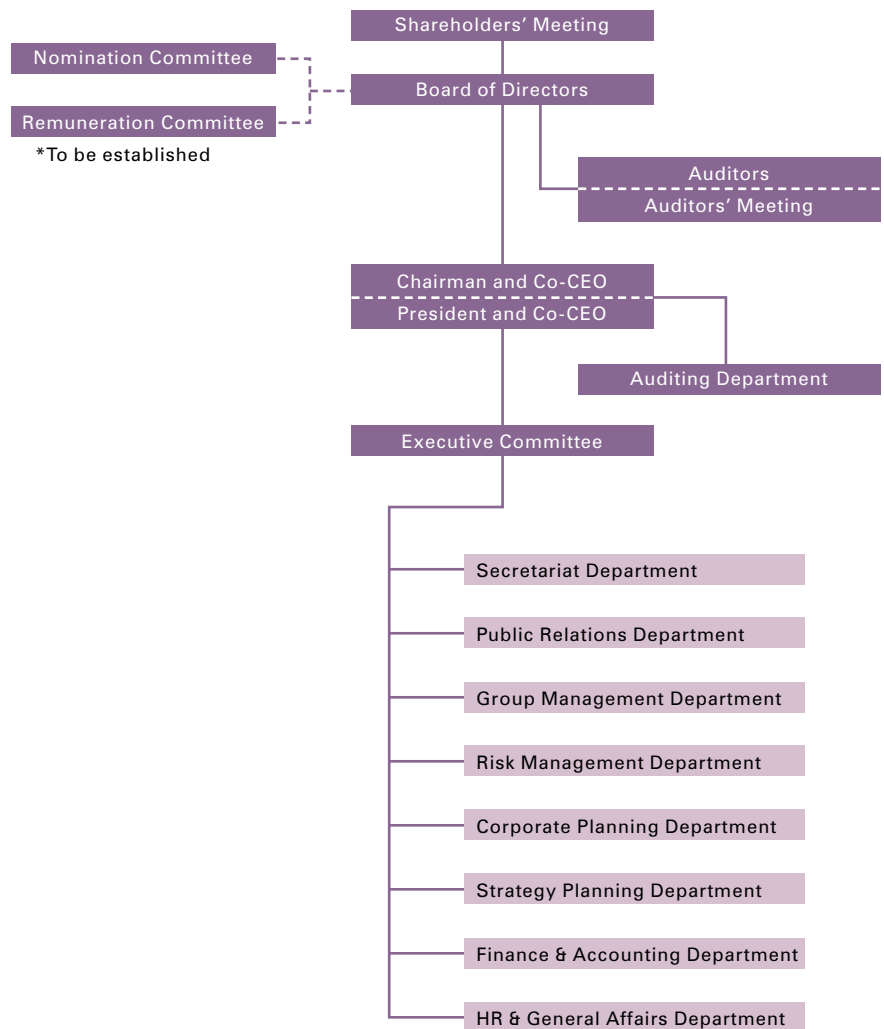 Shareholders’ Meeting
Nomination Committee
Board of Directors
Remuneration Committee
*To be established
Auditors
Auditors’ Meeting
Chairman and Co-CEO
President and Co-CEO
Auditing Department
Executive Committee
Secretariat Department
Public Relations Department
Group Management Department
Risk Management Department
Corporate Planning Department
Strategy Planning Department
Finance & Accounting Department
HR & General Affairs Department